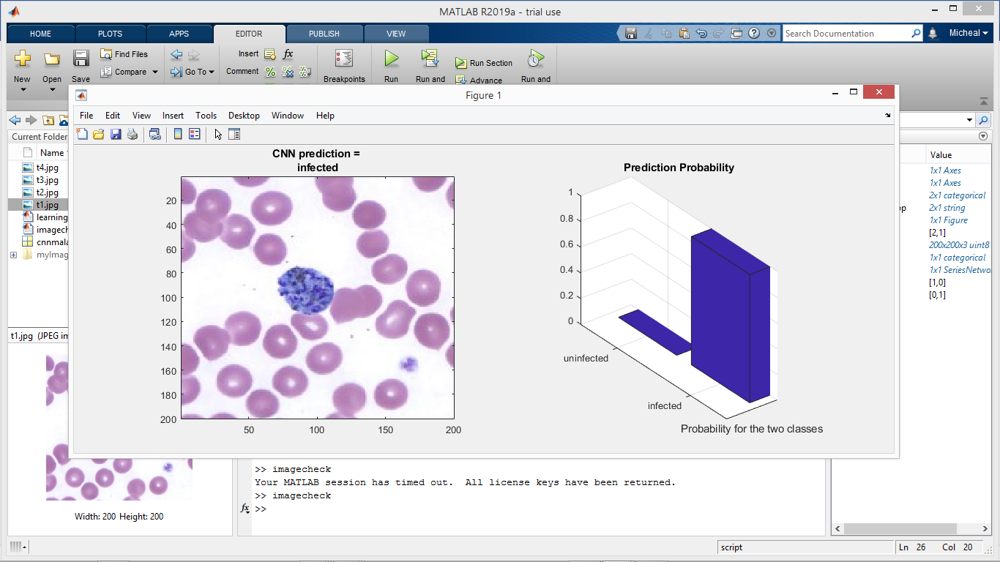 MATLAB R2019a - trial use
HOME PLOTS APPS EDITOR PUBLISH VIEW
Search Documentation
Micheal
New
Open
Save
Find Files
Compare
Go To
Insert
fx
Comment
Breakpoints
Run
Run and
Run Section
Advance
Run and
Figure 1
File Edit View Insert Tools Desktop Window Help
Current Folder
Name
t4.jpg
t3.jpg
t2.jpg
t1.jpg
learning
imagech
cnnmala
myImag
t1.jpg (JPEG im
Width: 200 Height: 200
CNN prediction =
infected
20
40
60
80
100
120
140
160
180
200
50 100 150 200
Prediction Probability
1
0.8
0.6
0.4
0.2
0
uninfected
infected
Probability for the two classes
Value
1x1 Axes
1x1 Axes
2x1 categorical
2x1 string
1x1 Figure
[2,1]
200x200x3 uint8
1x1 categorical
1x1 SeriesNetwo
[1,0]
[0,1]
>> imagecheck
Your MATLAB session has timed out.  All license keys have been returned.
>> imagecheck
fx >>
script
Ln 26 Col 20